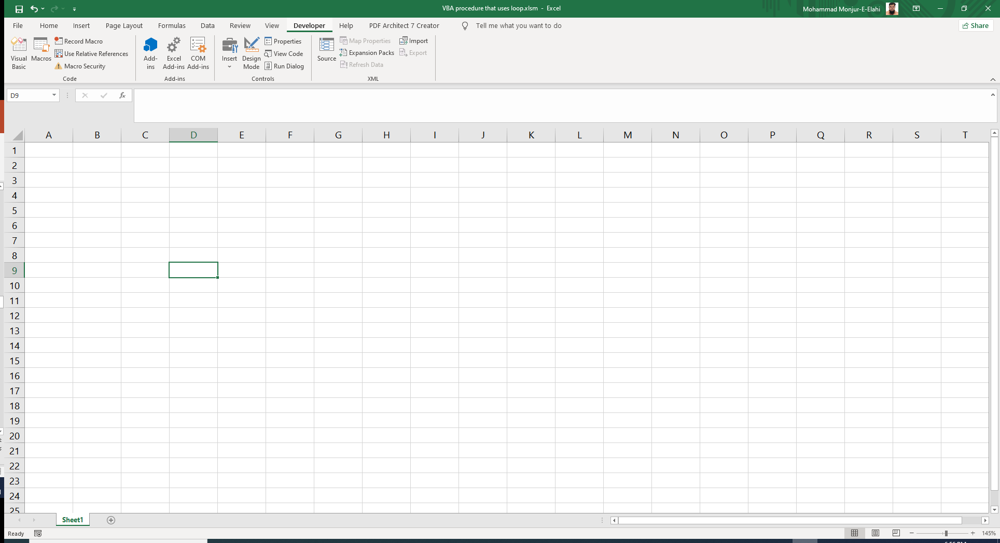 VBA procedure that uses loop.xlsm - Excel
Mohammad Monjur-E-Elahi
File Home Insert Page Layout Formulas Data Review View Developer Help PDF Architect 7 Creator Tell me what you want to do Share
Visual Basic
Macros
Record Macro
Use Relative References
Macro Security
Code
Add-ins
Excel Add-ins
COM Add-ins
Add-ins
Insert
Design Mode
Properties
View Code
Run Dialog
Controls
Source
Map Properties
Expansion Packs
Refresh Data
Import
Export
XML
D9
fx
A B C D E F G H I J K L M N O P Q R S T
1
2
3
4
5
6
7
8
9
10
11
12
13
14
15
16
17
18
19
20
21
22
23
24
25
Sheet1
Ready
145%